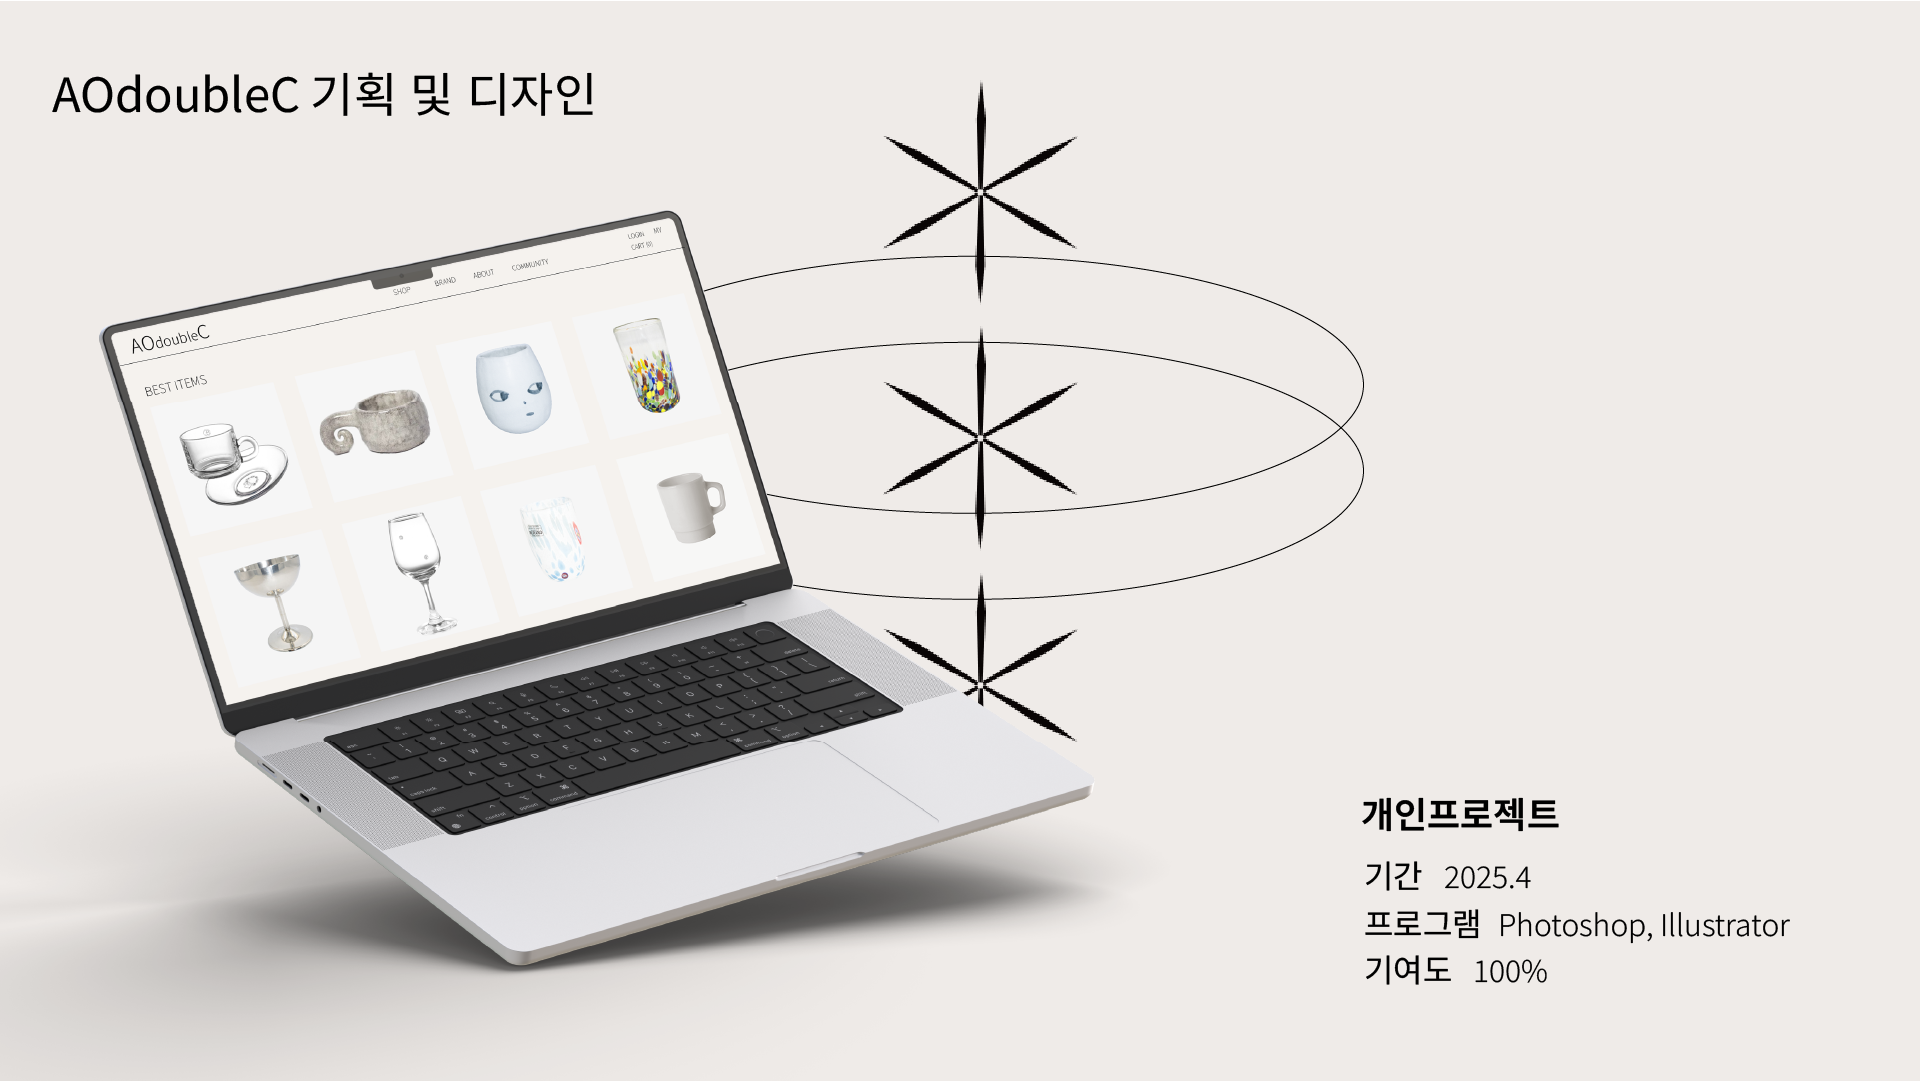 AOdoubleC 기획 및 디자인
LOGIN MY
CART (0)
SHOP BRAND ABOUT COMMUNITY
AOdoubleC
BEST ITEMS
개인프로젝트
기간 2025.4
프로그램 Photoshop, Illustrator
기여도 100%